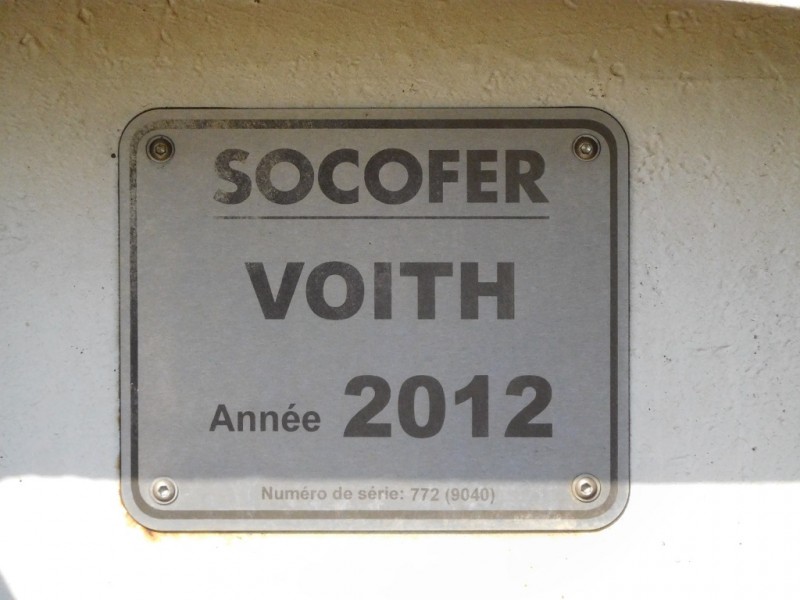 SOCOFER
VOITH
Année 2012
Numéro de série: 772 (9040)